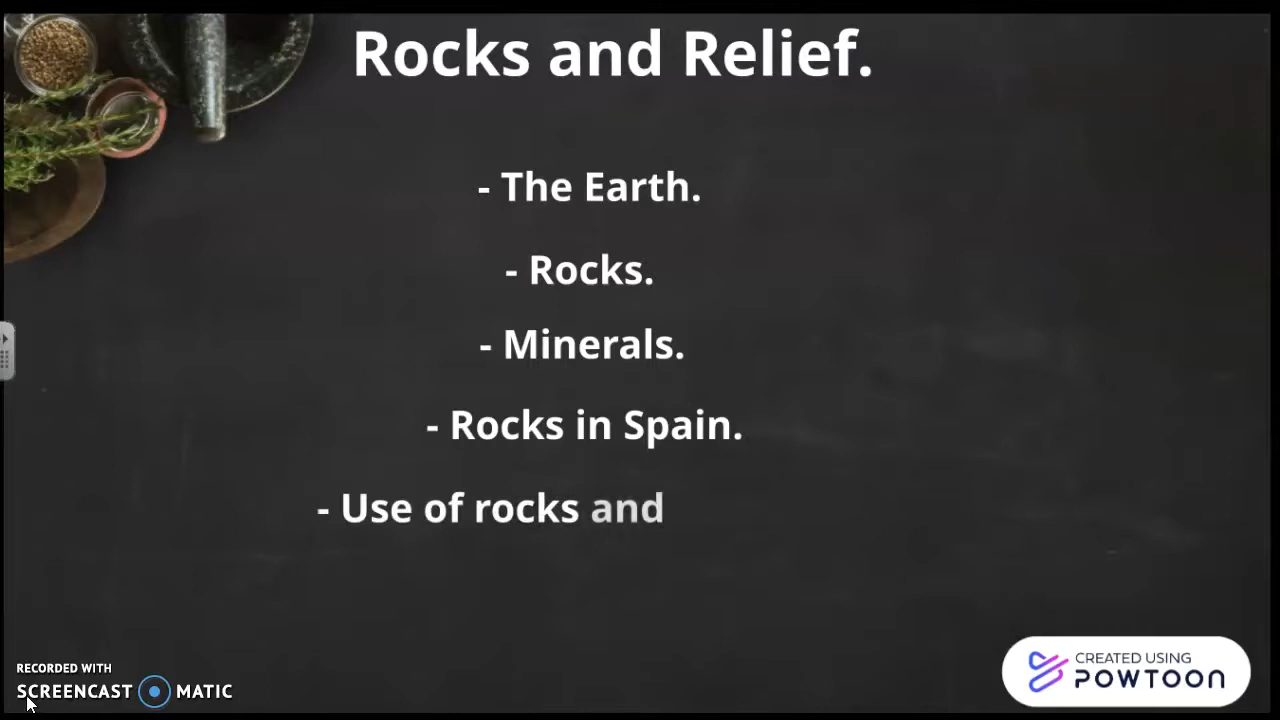 Rocks and Relief.
- The Earth.
- Rocks.
- Minerals.
- Rocks in Spain.
- Use of rocks and
RECORDED WITH
SCREENCAST MATIC
CREATED USING
POWTOON